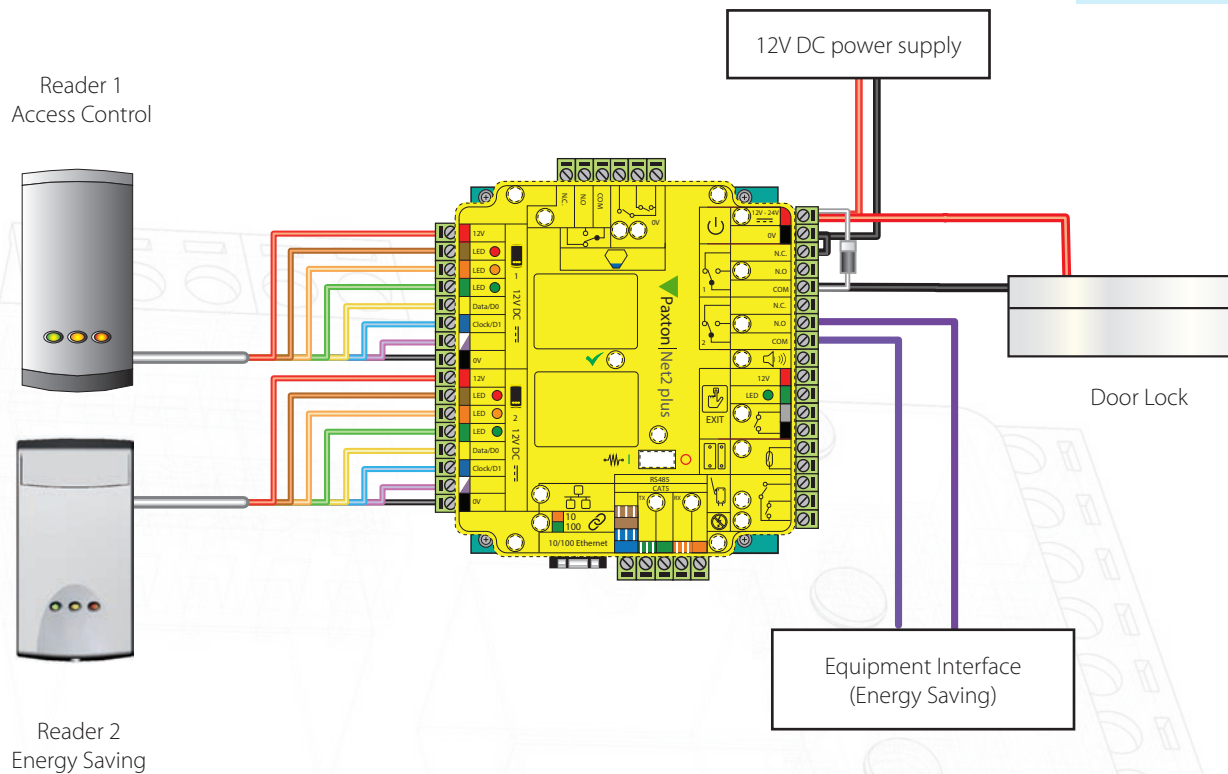 12V DC power supply
Reader 1
Access Control
N.C.
N.O
COM
0V
12V - 24V
0V
N.C.
N.O
COM
1
N.C.
N.O
COM
2
12V
LED
EXIT
12V
LED
LED
LED
Data/D0
Clock/D1
0V
1
12V DC
12V
LED
LED
LED
Data/D0
Clock/D1
0V
2
12V DC
Paxton Net2 plus
RS485
CAT5
TX
RX
10
100
10/100 Ethernet
Door Lock
Equipment Interface
(Energy Saving)
Reader 2
Energy Saving